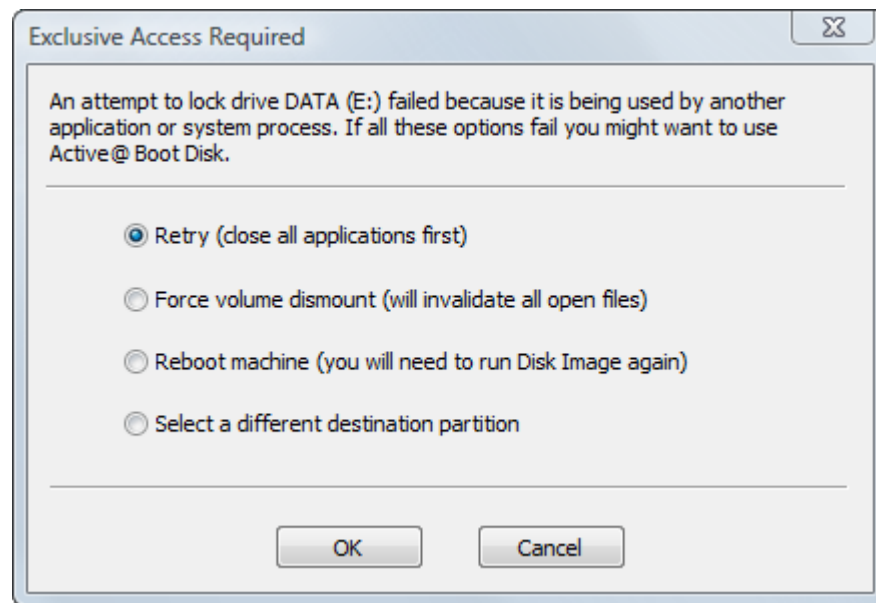 Exclusive Access Required
An attempt to lock drive DATA (E:) failed because it is being used by another
application or system process. If all these options fail you might want to use
Active@ Boot Disk.
Retry (close all applications first)
Force volume dismount (will invalidate all open files)
Reboot machine (you will need to run Disk Image again)
Select a different destination partition
OK
Cancel